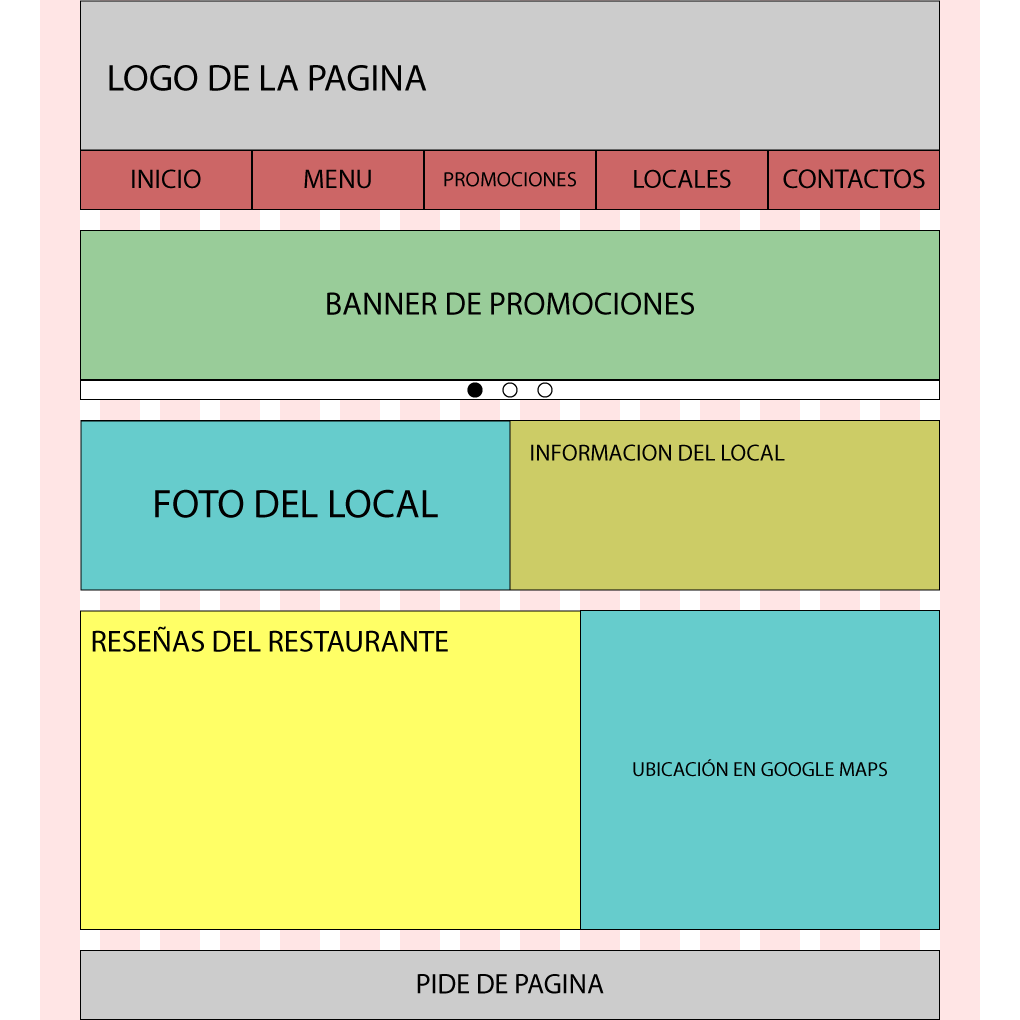 LOGO DE LA PAGINA
INICIO
MENU
PROMOCIONES
LOCALES
CONTACTOS
BANNER DE PROMOCIONES
FOTO DEL LOCAL
INFORMACION DEL LOCAL
RESEÑAS DEL RESTAURANTE
UBICACIÓN EN GOOGLE MAPS
PIDE DE PAGINA